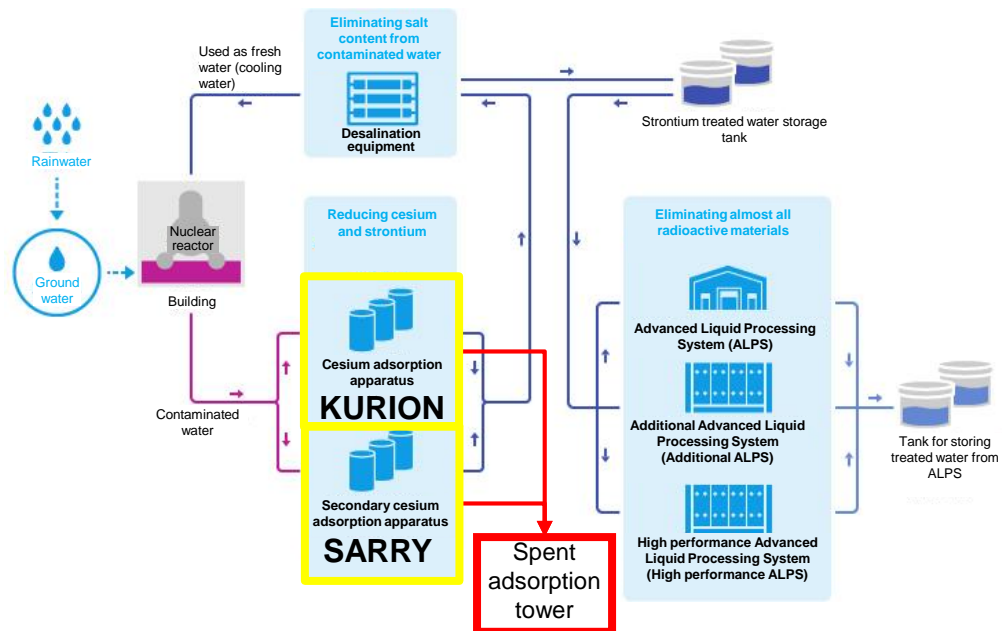 Eliminating salt
content from
contaminated water
Used as fresh
water (cooling
water)
Desalination
equipment
Strontium treated water storage
tank
Rainwater
Nuclear
reactor
Ground
water
Building
Reducing cesium
and strontium
Eliminating almost all
radioactive materials
Cesium adsorption
apparatus
KURION
Contaminated
water
Secondary cesium
adsorption apparatus
SARRY
Spent
adsorption
tower
Advanced Liquid Processing
System (ALPS)
Additional Advanced Liquid
Processing System
(Additional ALPS)
High performance Advanced
Liquid Processing System
(High performance ALPS)
Tank for storing
treated water from
ALPS